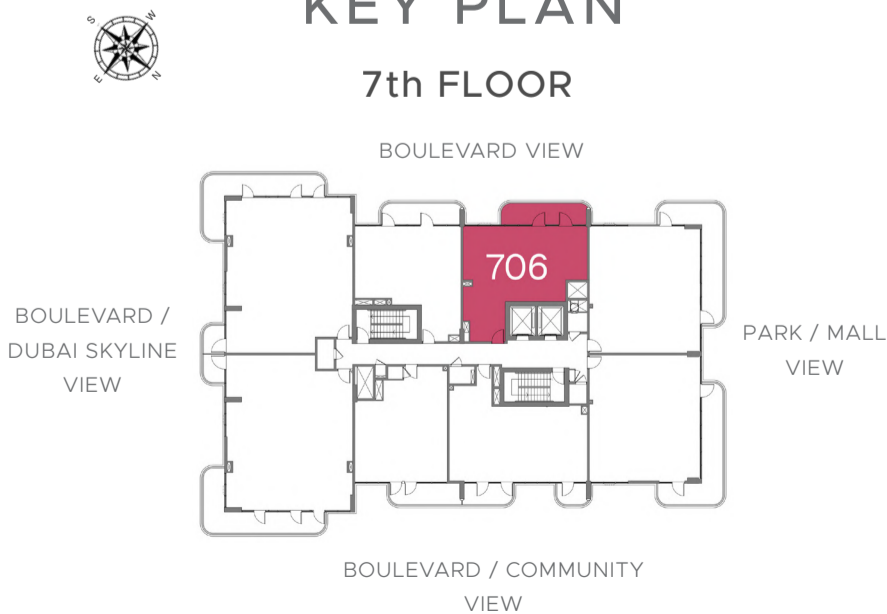 KEY PLAN
S W
E N
7th FLOOR
BOULEVARD VIEW
706
BOULEVARD /
DUBAI SKYLINE
VIEW
PARK / MALL
VIEW
BOULEVARD / COMMUNITY
VIEW